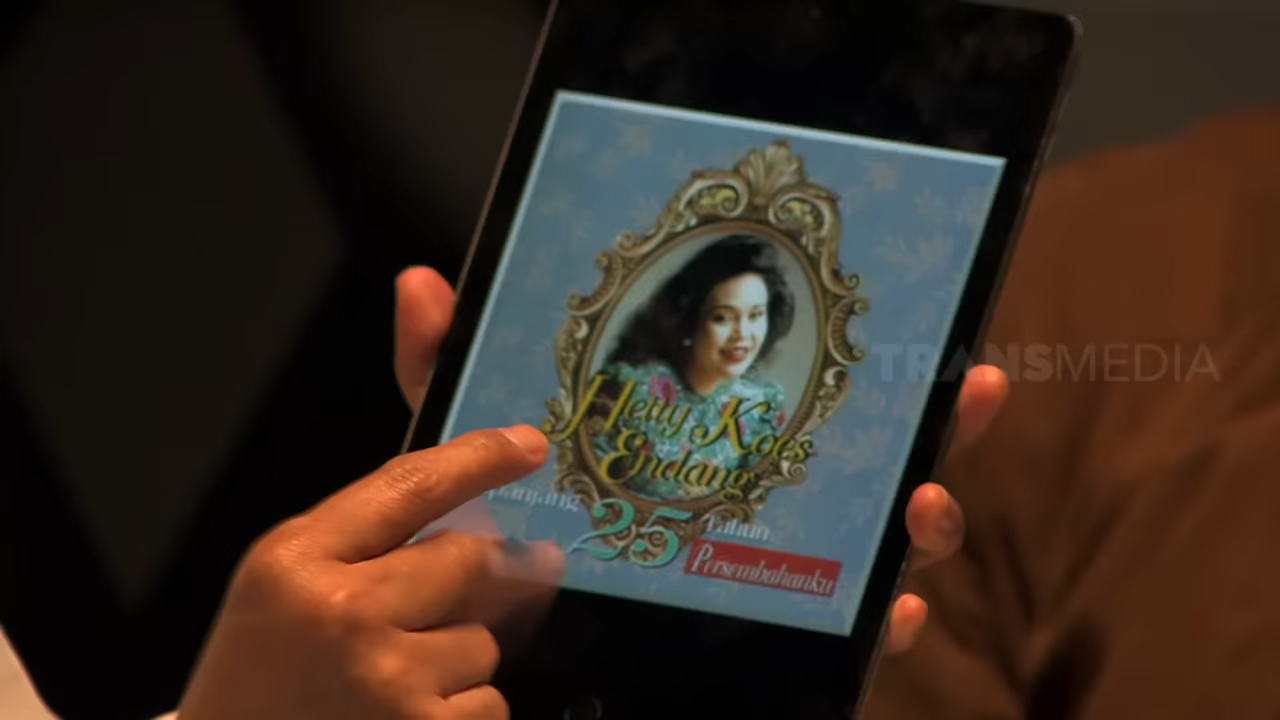 Hetty Koes
Endang
panjang 25 Tahun
Persembahanku
TRANSMEDIA